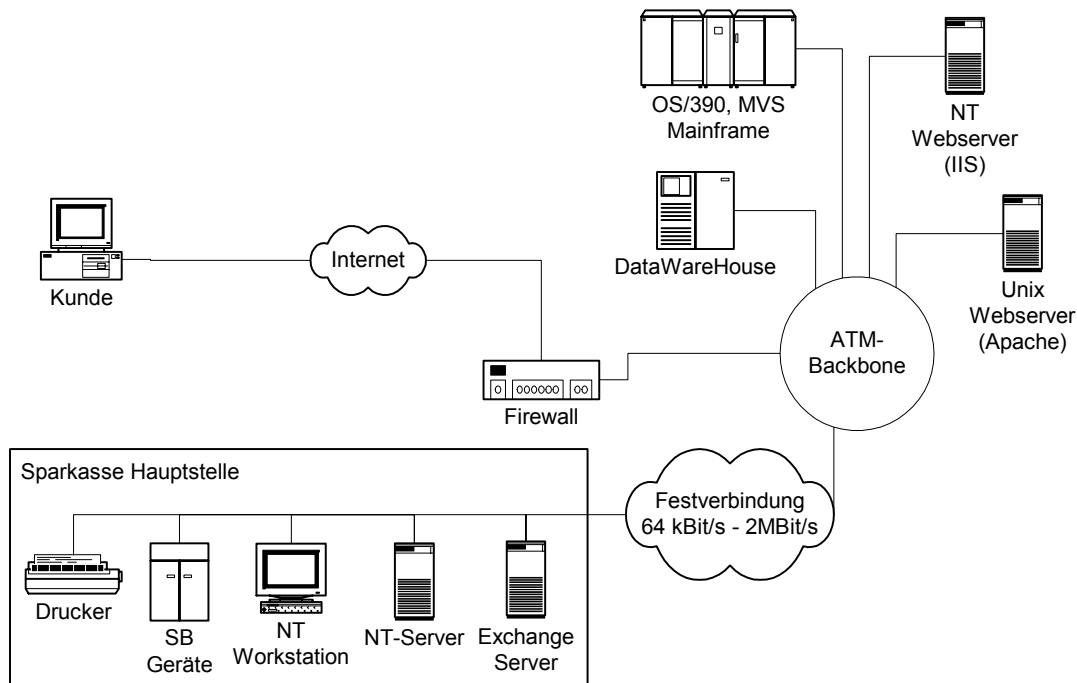 OS/390, MVS
Mainframe
NT
Webserver
(IIS)
DataWareHouse
Unix
Webserver
(Apache)
Kunde
Internet
ATM-
Backbone
Firewall
Sparkasse Hauptstelle
Festverbindung
64 kBit/s - 2MBit/s
Drucker
SB
Geräte
NT
Workstation
NT-Server
Exchange
Server